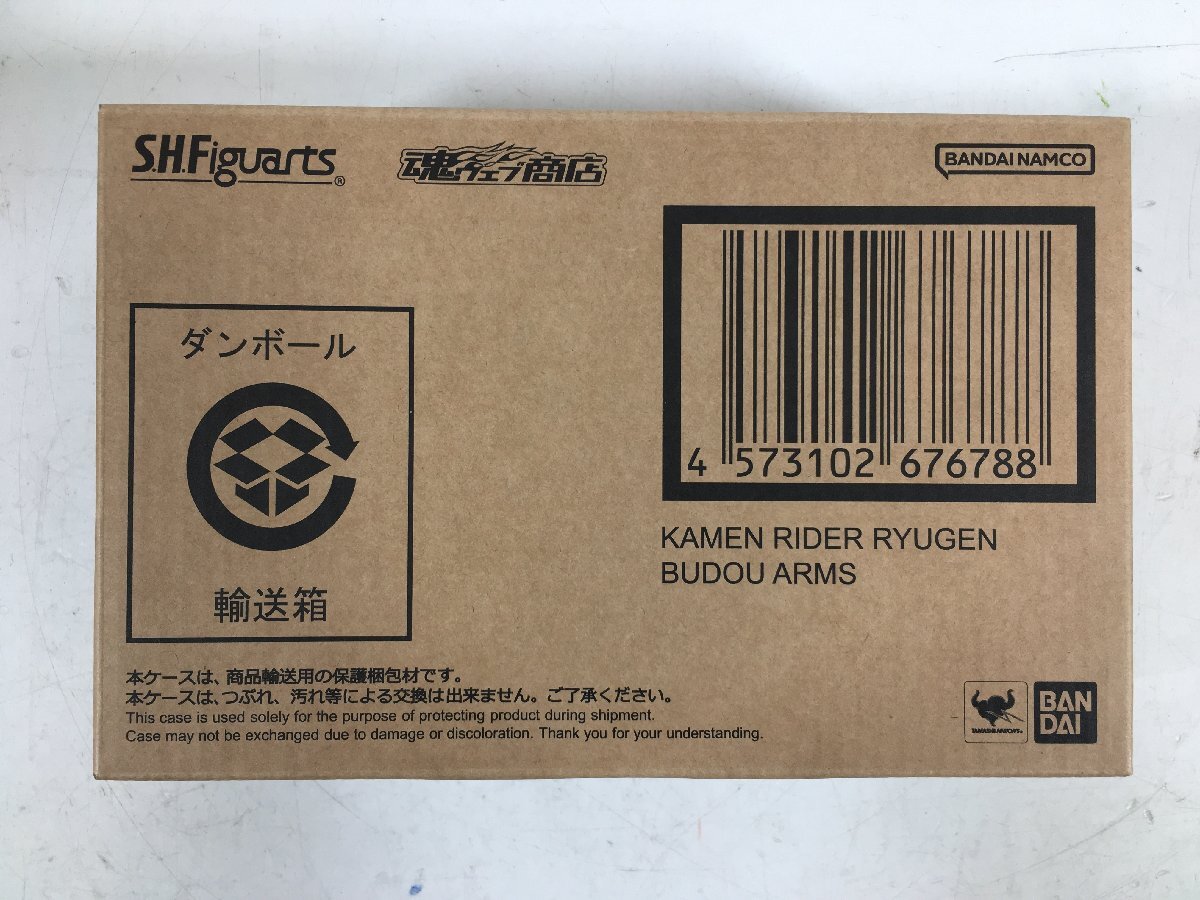 S.H.Figuarts®
魂ウェブ商店
BANDAI NAMCO
4 573102 676788
KAMEN RIDER RYUGEN
BUDOU ARMS
ダンボール
輸送箱
本ケースは、商品輸送用の保護梱包材です。
本ケースは、つぶれ、汚れ等による交換は出来ません。ご了承ください。
This case is used solely for the purpose of protecting product during shipment.
Case may not be exchanged due to damage or discoloration. Thank you for your understanding.
TAMASHII NATIONS
BAN
DAI